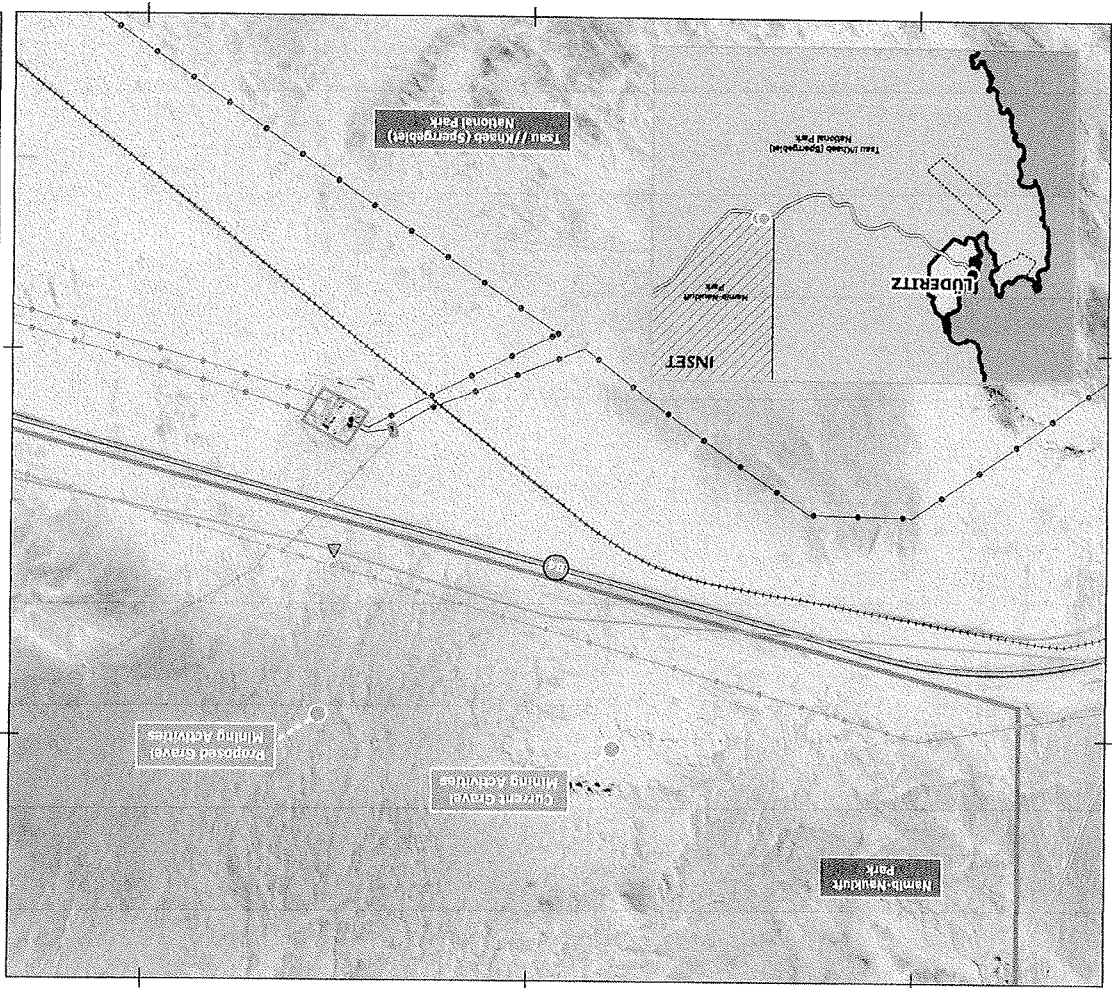 Namib-Naukluft
Park
Current Gravel
Mining Activities
Proposed Gravel
Mining Activities
INSET
Namib-Naukluft
Park
LÜDERITZ
Tsau //Khaeb (Sperrgebiet)
National Park
Tsau //Khaeb (Sperrgebiet)
National Park